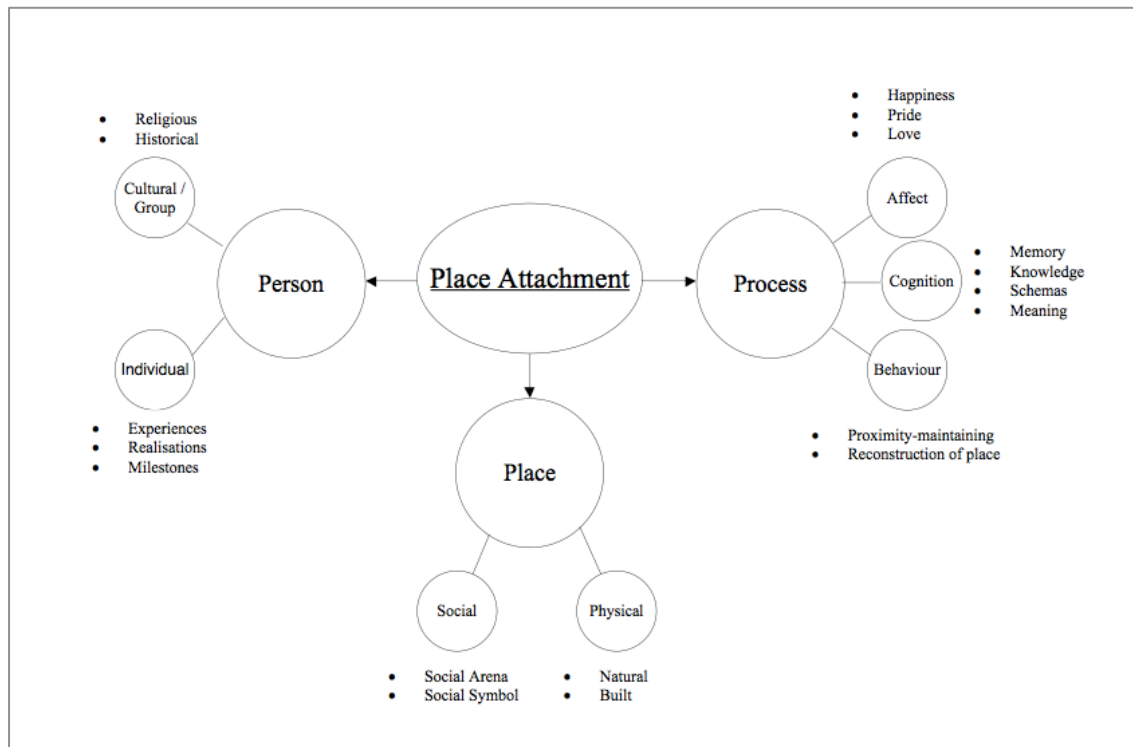 Place Attachment
Person
Cultural /
Group
• Religious
• Historical
Individual
• Experiences
• Realisations
• Milestones
Process
Affect
• Happiness
• Pride
• Love
Cognition
• Memory
• Knowledge
• Schemas
• Meaning
Behaviour
• Proximity-maintaining
• Reconstruction of place
Place
Social
• Social Arena
• Social Symbol
Physical
• Natural
• Built